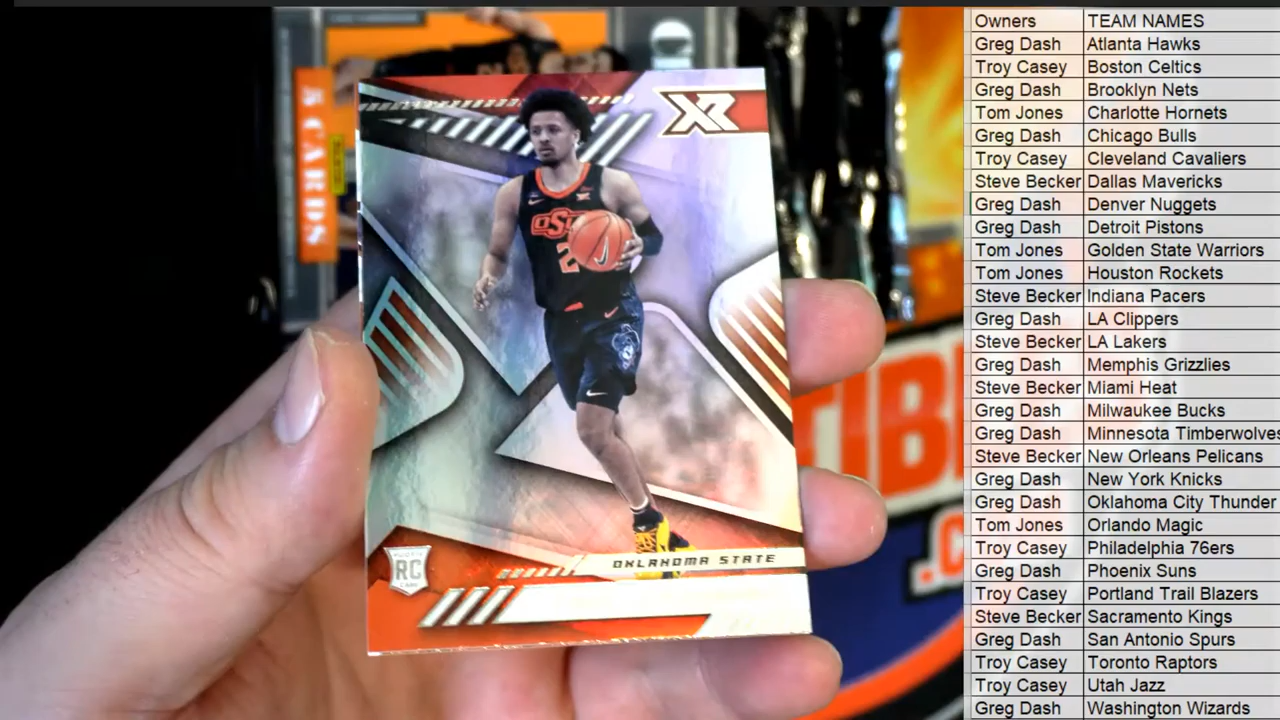 CARDS
XR
OSU
2
OKLAHOMA STATE
RC
TIB
.C
Owners TEAM NAMES
Greg Dash Atlanta Hawks
Troy Casey Boston Celtics
Greg Dash Brooklyn Nets
Tom Jones Charlotte Hornets
Greg Dash Chicago Bulls
Troy Casey Cleveland Cavaliers
Steve Becker Dallas Mavericks
Greg Dash Denver Nuggets
Greg Dash Detroit Pistons
Tom Jones Golden State Warriors
Tom Jones Houston Rockets
Steve Becker Indiana Pacers
Greg Dash LA Clippers
Steve Becker LA Lakers
Greg Dash Memphis Grizzlies
Steve Becker Miami Heat
Greg Dash Milwaukee Bucks
Greg Dash Minnesota Timberwolves
Steve Becker New Orleans Pelicans
Greg Dash New York Knicks
Greg Dash Oklahoma City Thunder
Tom Jones Orlando Magic
Troy Casey Philadelphia 76ers
Greg Dash Phoenix Suns
Troy Casey Portland Trail Blazers
Steve Becker Sacramento Kings
Greg Dash San Antonio Spurs
Troy Casey Toronto Raptors
Troy Casey Utah Jazz
Greg Dash Washington Wizards